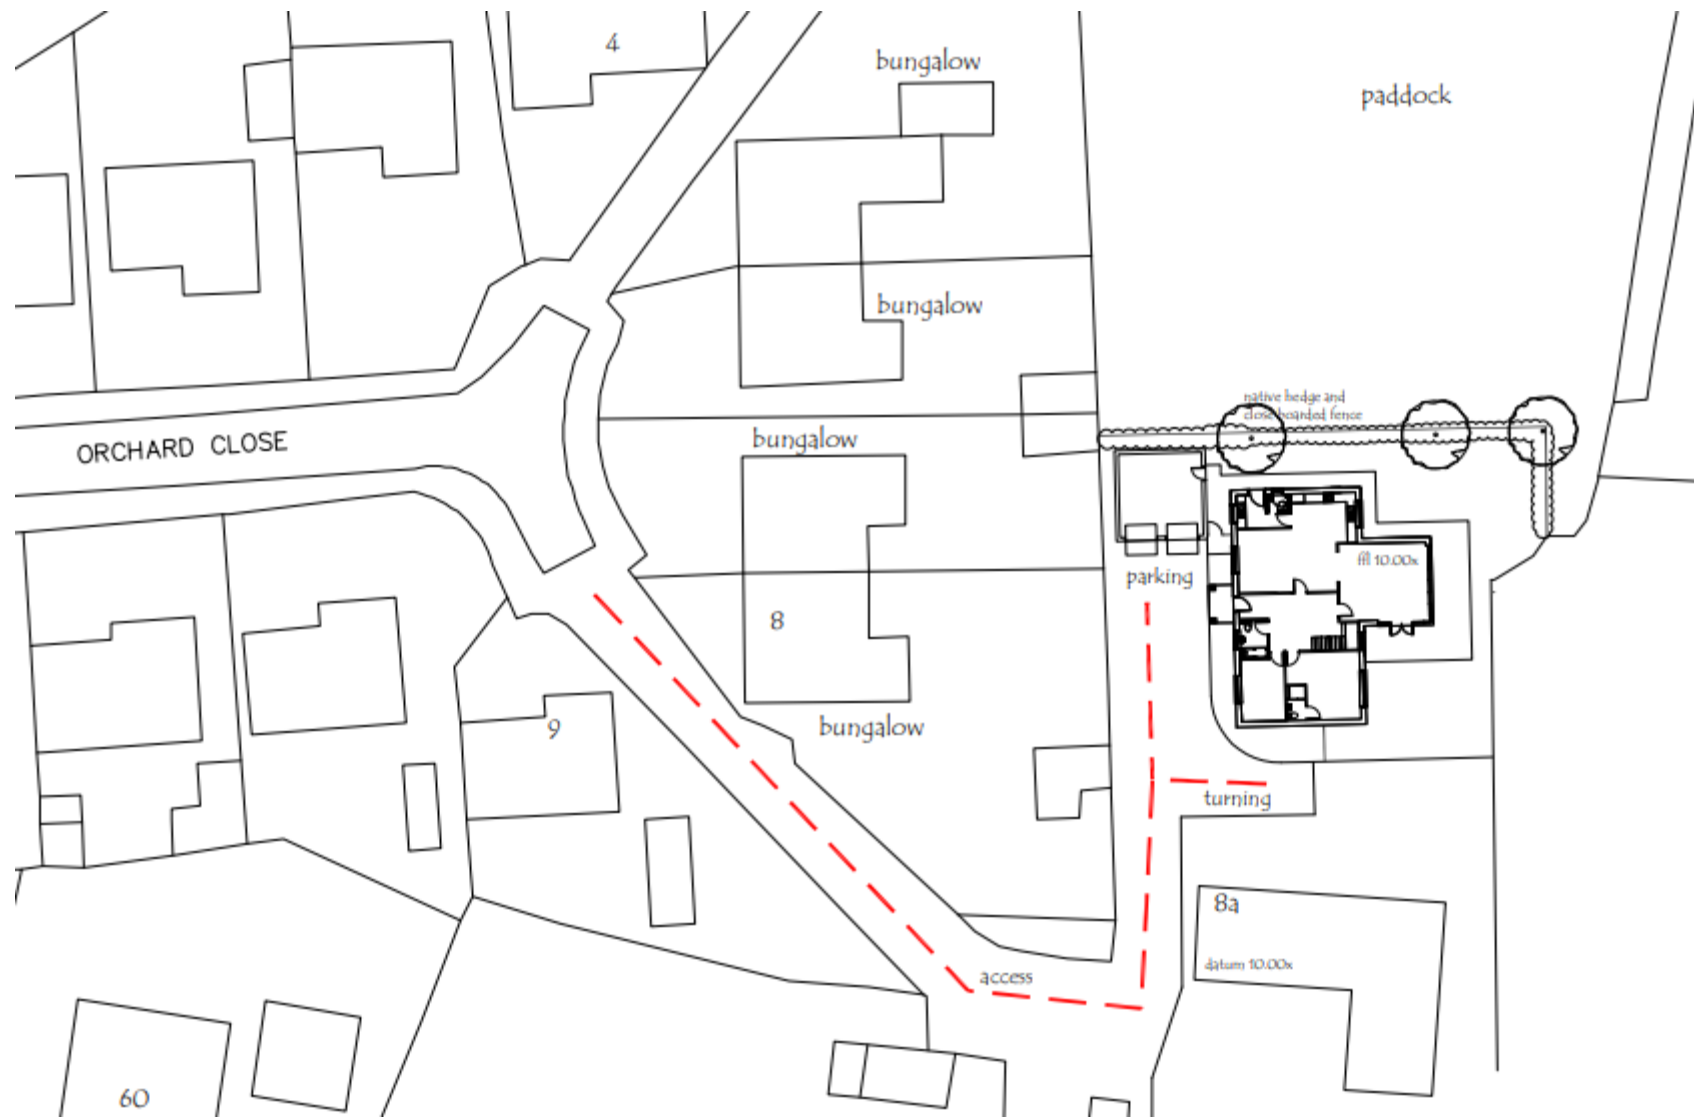 4
bungalow
paddock
bungalow
native hedge and
close boarded fence
ORCHARD CLOSE
bungalow
ffl 10.00x
parking
8
9
bungalow
turning
8a
datum 10.00x
access
60